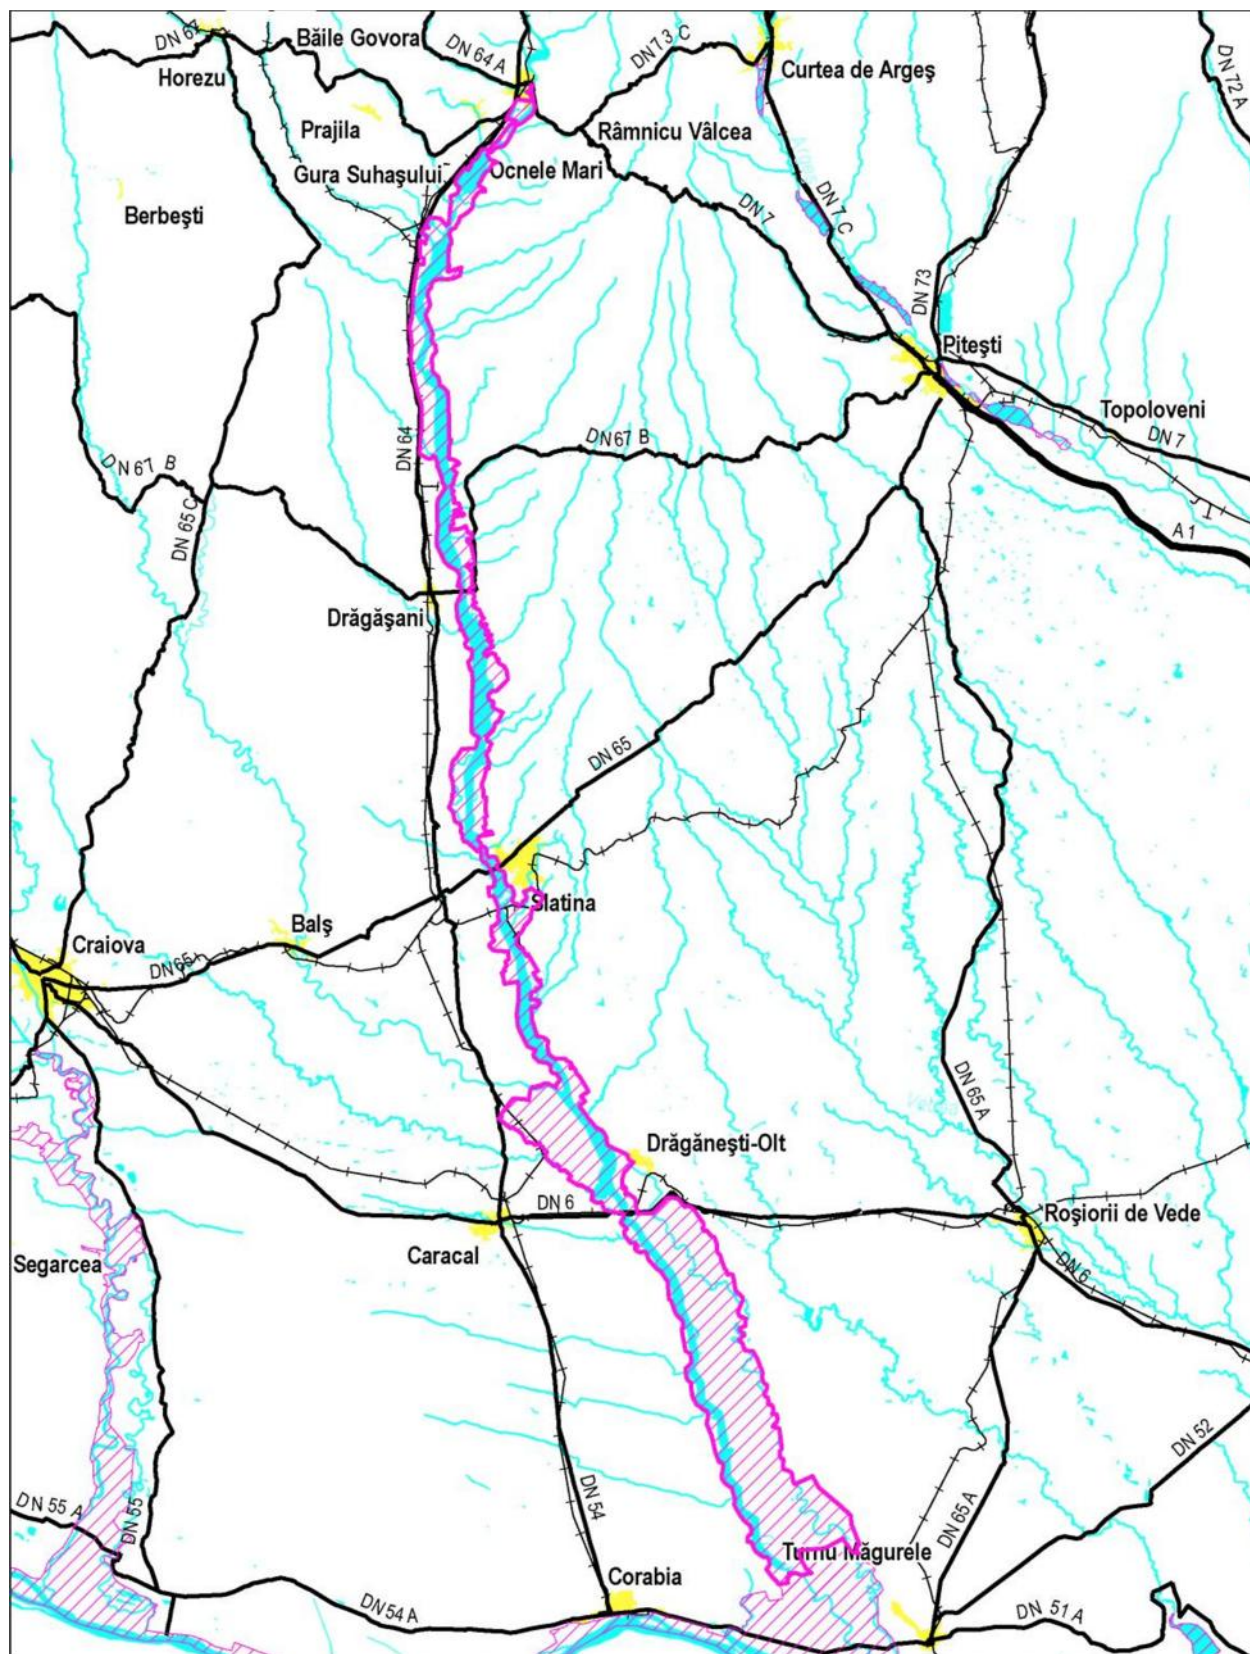 DN 67
Băile Govora
DN 64 A
DN 7.3 C
Curtea de Argeş
DN 72 A
Horezu
Prajila
Râmnicu Vâlcea
Gura Suhaşului
Ocnele Mari
Berbeşti
DN 7
DN 7 C
DN 73
Piteşti
Topoloveni
DN 7
DN 64
DN 67 B
DN 67 B
DN 65 C
A 1
Drăgăşani
DN 65
Slatina
Balş
Craiova
DN 65
DN 65 A
Drăgăneşti-Olt
DN 6
Roşiorii de Vede
Caracal
Segarcea
DN 6
DN 52
DN 55 A
DN 55
DN 54
DN 65 A
Turnu Măgurele
Corabia
DN 54 A
DN 51 A